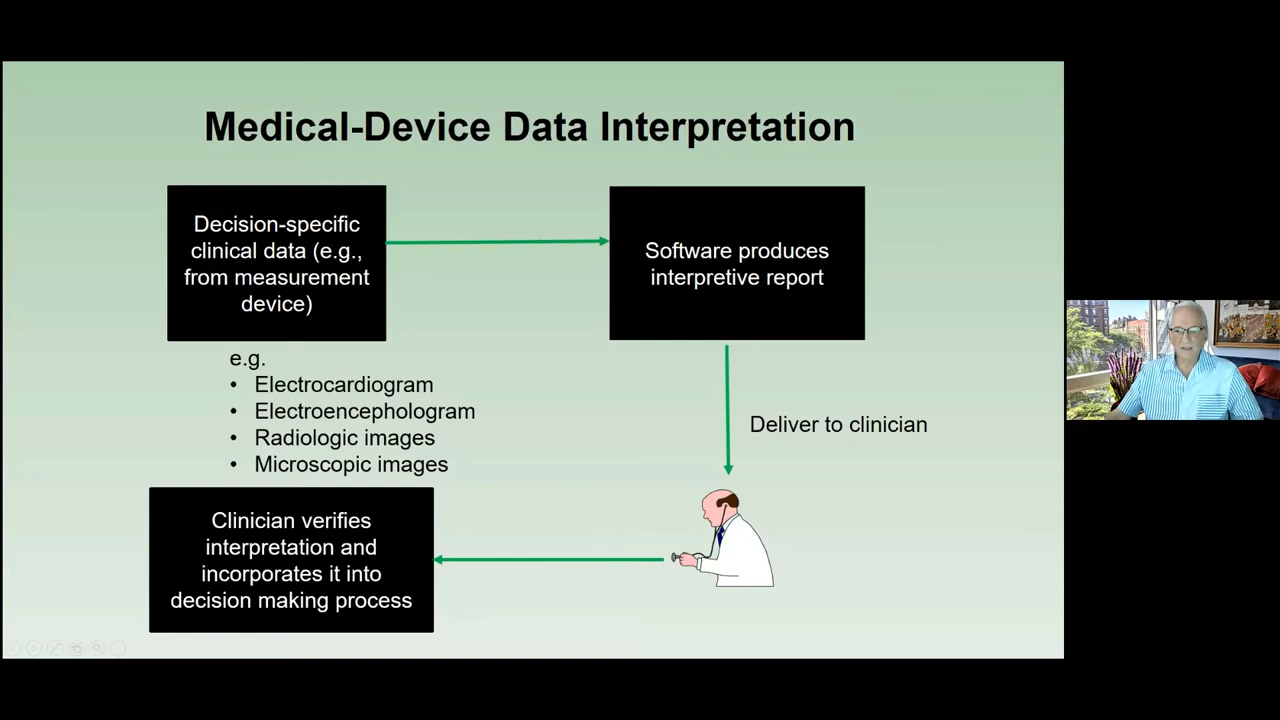 Medical-Device Data Interpretation
Decision-specific
clinical data (e.g.,
from measurement
device)
Software produces
interpretive report
e.g.
• Electrocardiogram
• Electroencephologram
• Radiologic images
• Microscopic images
Deliver to clinician
Clinician verifies
interpretation and
incorporates it into
decision making process